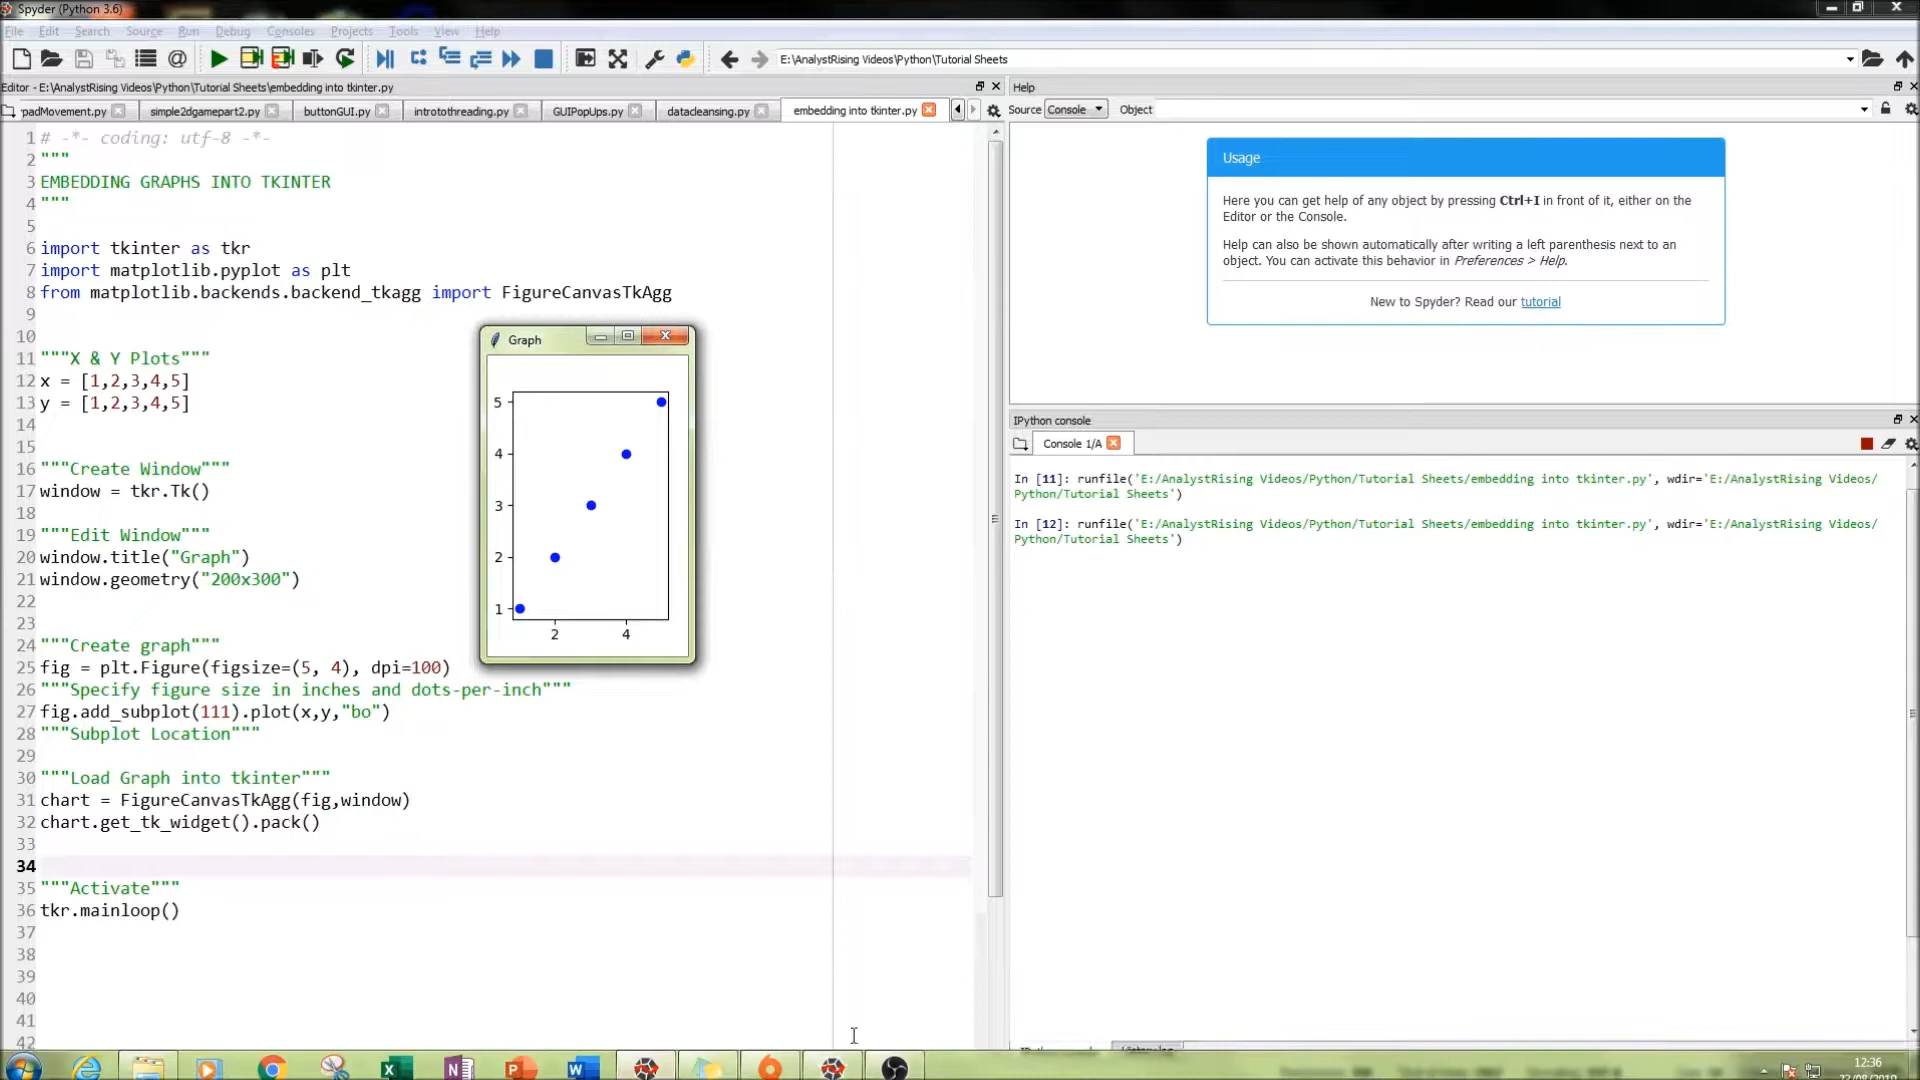 Spyder (Python 3.6)
File Edit Search Source Run Debug Consoles Projects Tools View Help
E:\AnalystRising Videos\Python\Tutorial Sheets
Editor - E:\AnalystRising Videos\Python\Tutorial Sheets\embedding into tkinter.py
padMovement.py simple2dgamepart2.py buttonGUI.py introtothreading.py GUIPopUps.py datacleansing.py embedding into tkinter.py
1 # -*- coding: utf-8 -*-
2 """
3 EMBEDDING GRAPHS INTO TKINTER
4 """
5
6 import tkinter as tkr
7 import matplotlib.pyplot as plt
8 from matplotlib.backends.backend_tkagg import FigureCanvasTkAgg
9
10
11 """X & Y Plots"""
12 x = [1,2,3,4,5]
13 y = [1,2,3,4,5]
14
15
16 """Create Window"""
17 window = tkr.Tk()
18
19 """Edit Window"""
20 window.title("Graph")
21 window.geometry("200x300")
22
23
24 """Create graph"""
25 fig = plt.Figure(figsize=(5, 4), dpi=100)
26 """Specify figure size in inches and dots-per-inch"""
27 fig.add_subplot(111).plot(x,y,"bo")
28 """Subplot Location"""
29
30 """Load Graph into tkinter"""
31 chart = FigureCanvasTkAgg(fig,window)
32 chart.get_tk_widget().pack()
33
34
35 """Activate"""
36 tkr.mainloop()
37
38
39
40
41
42
Graph
5
4
3
2
1
2 4
Help
Source Console Object
Usage
Here you can get help of any object by pressing Ctrl+I in front of it, either on the
Editor or the Console.
Help can also be shown automatically after writing a left parenthesis next to an
object. You can activate this behavior in Preferences > Help.
New to Spyder? Read our tutorial
IPython console
Console 1/A
In [11]: runfile('E:/AnalystRising Videos/Python/Tutorial Sheets/embedding into tkinter.py', wdir='E:/AnalystRising Videos/
Python/Tutorial Sheets')
In [12]: runfile('E:/AnalystRising Videos/Python/Tutorial Sheets/embedding into tkinter.py', wdir='E:/AnalystRising Videos/
Python/Tutorial Sheets')
12:36